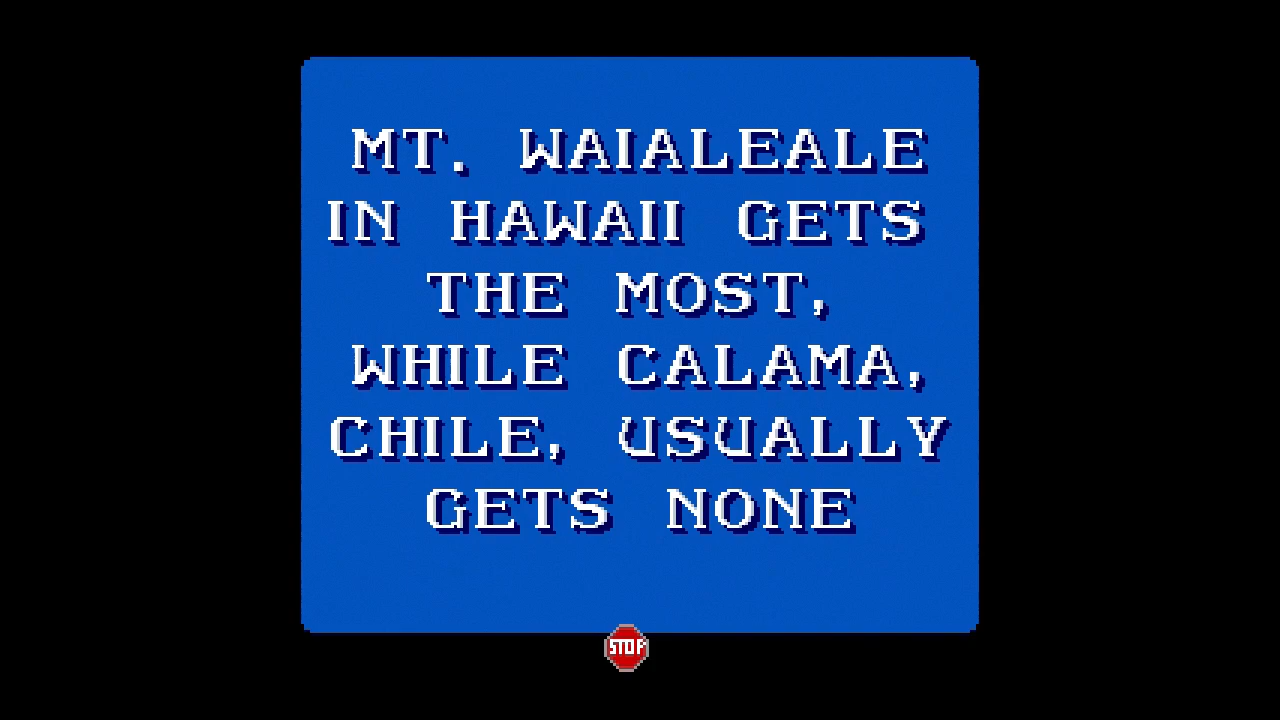 MT. WAIALEALE
IN HAWAII GETS
THE MOST,
WHILE CALAMA,
CHILE, USUALLY
GETS NONE
STOP